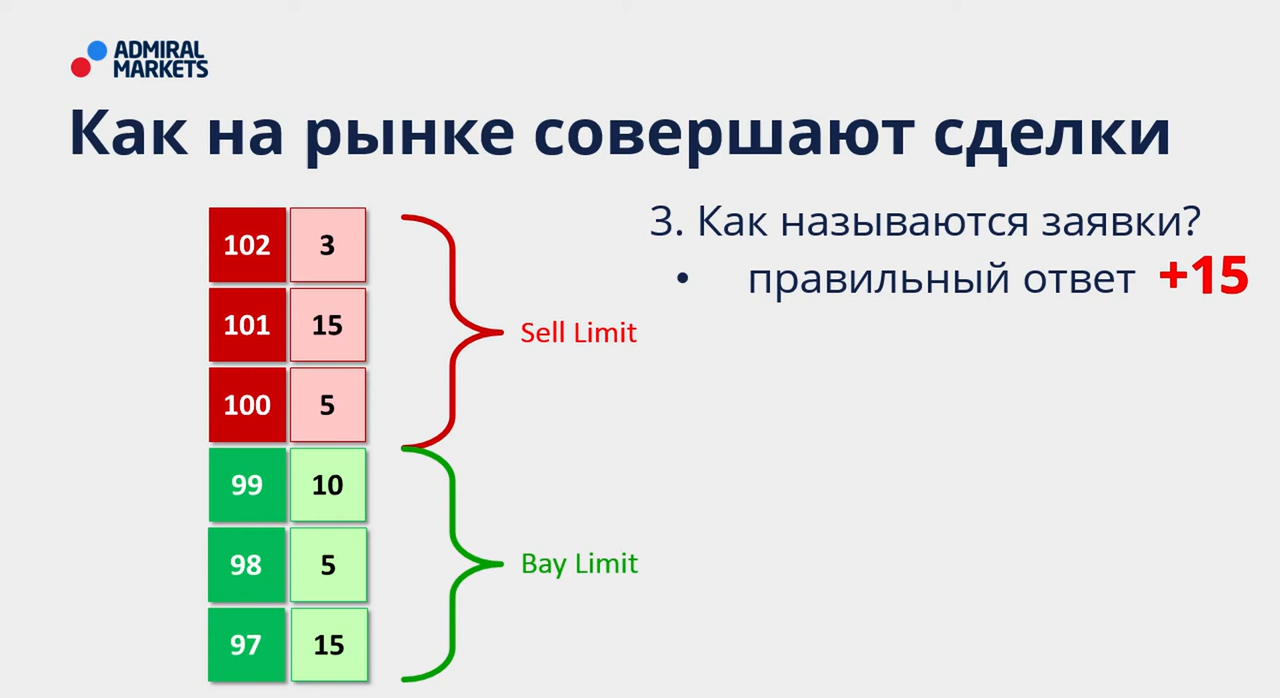 ADMIRAL
MARKETS
Как на рынке совершают сделки
3. Как называются заявки?
• правильный ответ +15
102 3
101 15
100 5
Sell Limit
99 10
98 5
97 15
Bay Limit